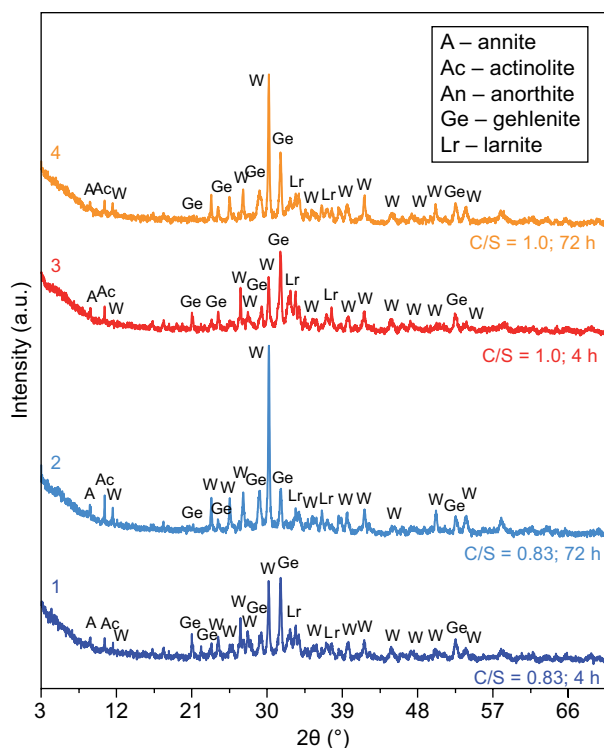 A – annite
Ac – actinolite
An – anorthite
Ge – gehlenite
Lr – larnite
Intensity (a.u.)
4
A Ac W Ge Ge W Ge W Ge Lr W Lr W W W W W Ge W
C/S = 1.0; 72 h
3
A Ac W Ge Ge W W Ge W Ge Lr W Lr W W W W W Ge W
C/S = 1.0; 4 h
2
A Ac W Ge W Ge W W Ge W Ge Lr W Lr W W W W Ge W
C/S = 0.83; 72 h
1
A Ac W Ge Ge W W W W Ge W Ge Lr W Lr W W W W Ge W
C/S = 0.83; 4 h
3 12 21 30 39 48 57 66
2θ (°)